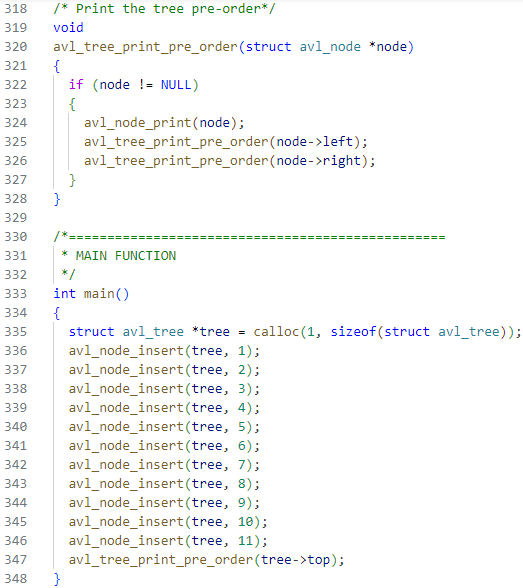 318 /* Print the tree pre-order*/
319 void
320 avl_tree_print_pre_order(struct avl_node *node)
321 {
322   if (node != NULL)
323   {
324     avl_node_print(node);
325     avl_tree_print_pre_order(node->left);
326     avl_tree_print_pre_order(node->right);
327   }
328 }
329
330 /*=================================================
331  * MAIN FUNCTION
332  */
333 int main()
334 {
335   struct avl_tree *tree = calloc(1, sizeof(struct avl_tree));
336   avl_node_insert(tree, 1);
337   avl_node_insert(tree, 2);
338   avl_node_insert(tree, 3);
339   avl_node_insert(tree, 4);
340   avl_node_insert(tree, 5);
341   avl_node_insert(tree, 6);
342   avl_node_insert(tree, 7);
343   avl_node_insert(tree, 8);
344   avl_node_insert(tree, 9);
345   avl_node_insert(tree, 10);
346   avl_node_insert(tree, 11);
347   avl_tree_print_pre_order(tree->top);
348 }